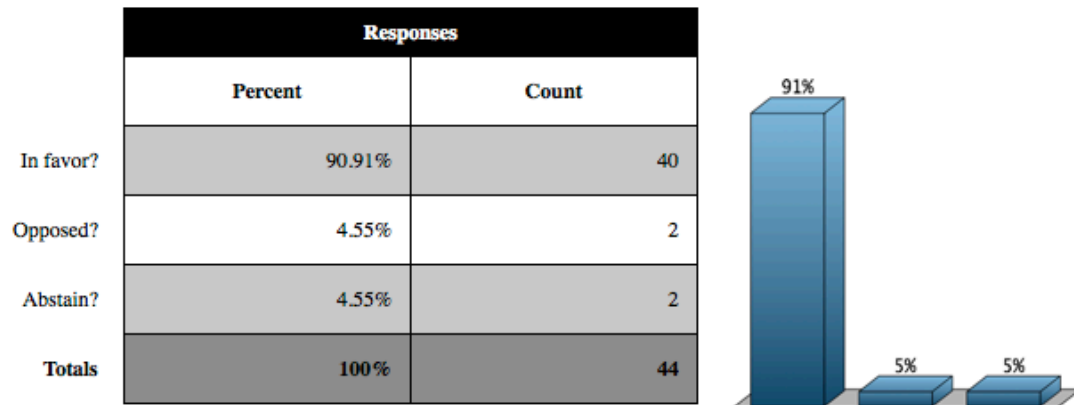 Responses
Percent Count
In favor? 90.91% 40
Opposed? 4.55% 2
Abstain? 4.55% 2
Totals 100% 44
91%
5% 5%